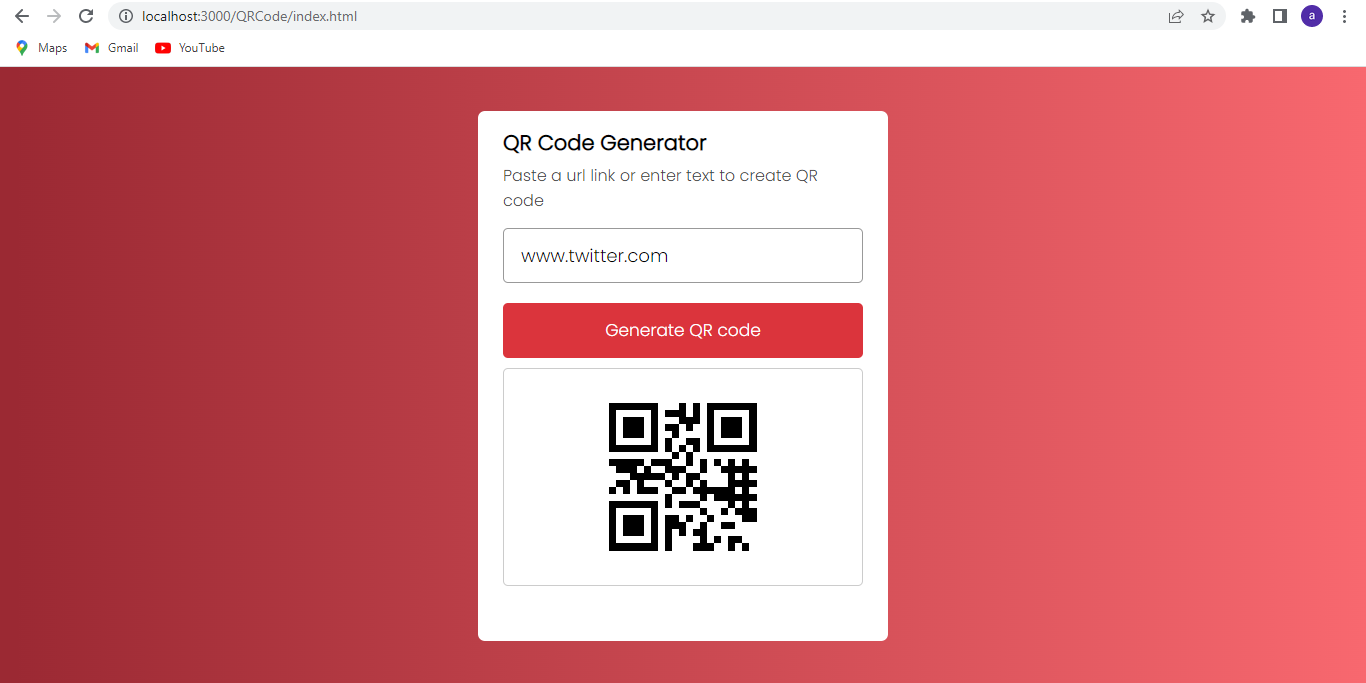 localhost:3000/QRCode/index.html
a
Maps Gmail YouTube
QR Code Generator
Paste a url link or enter text to create QR
code
www.twitter.com
Generate QR code